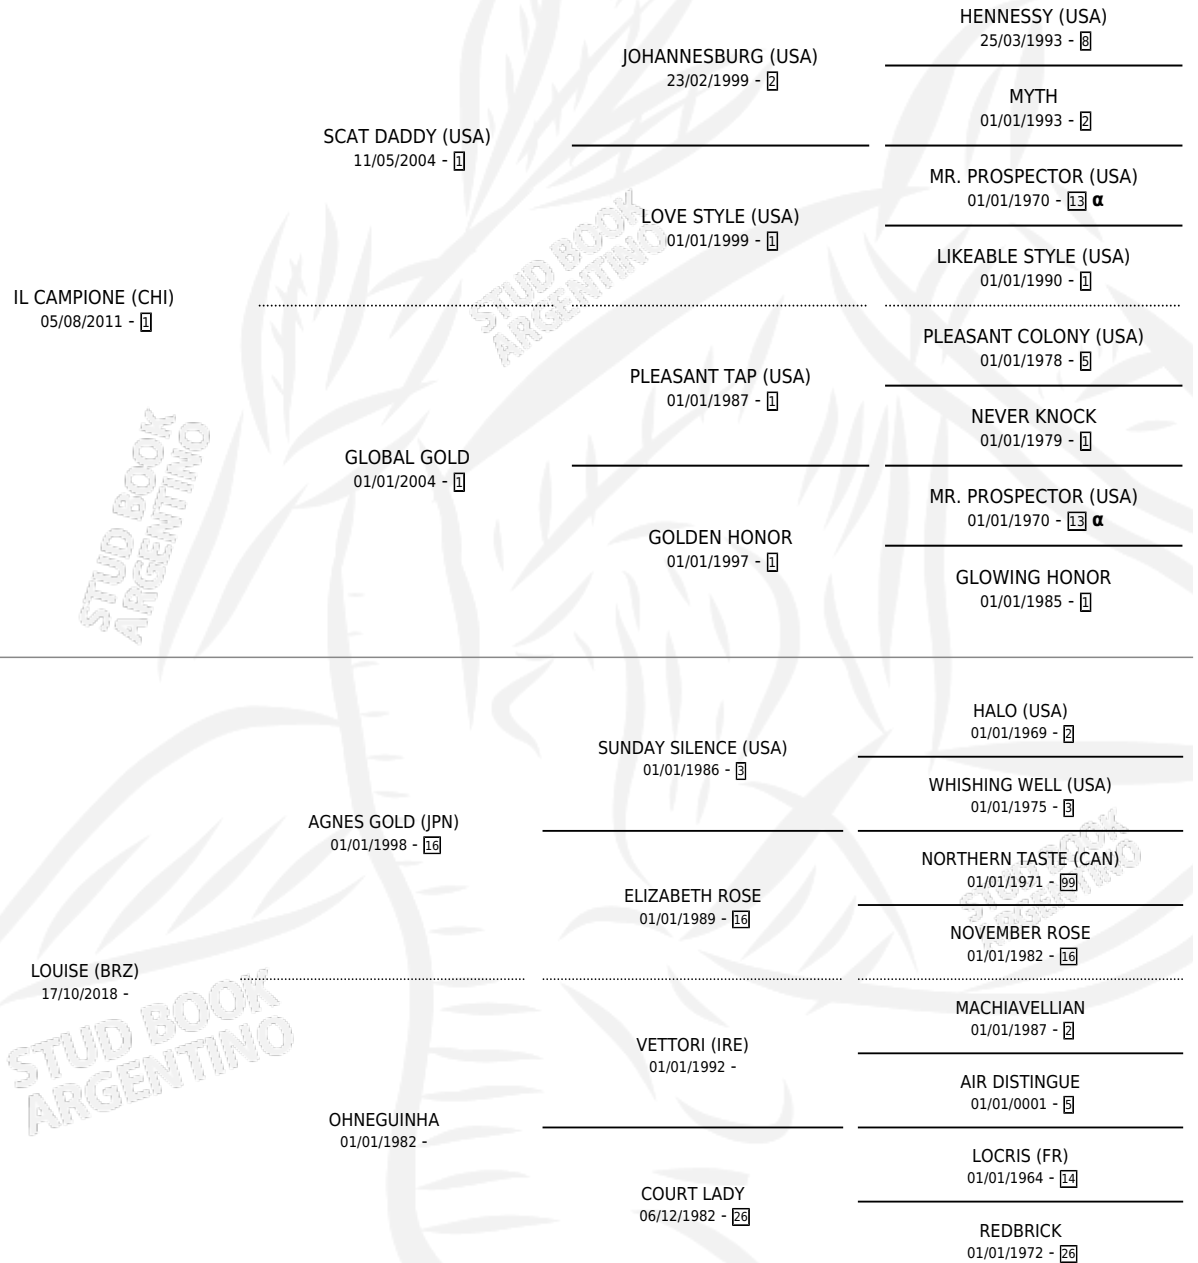 HENNESSY (USA)
25/03/1993 - 8
JOHANNESBURG (USA)
23/02/1999 - 2
MYTH
01/01/1993 - 2
SCAT DADDY (USA)
11/05/2004 - 1
MR. PROSPECTOR (USA)
01/01/1970 - 13 α
LOVE STYLE (USA)
01/01/1999 - 1
LIKEABLE STYLE (USA)
01/01/1990 - 1
IL CAMPIONE (CHI)
05/08/2011 - 1
PLEASANT COLONY (USA)
01/01/1978 - 5
PLEASANT TAP (USA)
01/01/1987 - 1
NEVER KNOCK
01/01/1979 - 1
GLOBAL GOLD
01/01/2004 - 1
MR. PROSPECTOR (USA)
01/01/1970 - 13 α
GOLDEN HONOR
01/01/1997 - 1
GLOWING HONOR
01/01/1985 - 1
HALO (USA)
01/01/1969 - 2
SUNDAY SILENCE (USA)
01/01/1986 - 3
WHISHING WELL (USA)
01/01/1975 - 3
AGNES GOLD (JPN)
01/01/1998 - 16
NORTHERN TASTE (CAN)
01/01/1971 - 99
ELIZABETH ROSE
01/01/1989 - 16
NOVEMBER ROSE
01/01/1982 - 16
LOUISE (BRZ)
17/10/2018 -
MACHIAVELLIAN
01/01/1987 - 2
VETTORI (IRE)
01/01/1992 -
AIR DISTINGUE
01/01/0001 - 5
OHNEGUINHA
01/01/1982 -
LOCRIS (FR)
01/01/1964 - 14
COURT LADY
06/12/1982 - 26
REDBRICK
01/01/1972 - 26
STUD BOOK
ARGENTINO
STUD BOOK
ARGENTINO
STUD BOOK
ARGENTINO
STUD BOOK
ARGENTINO